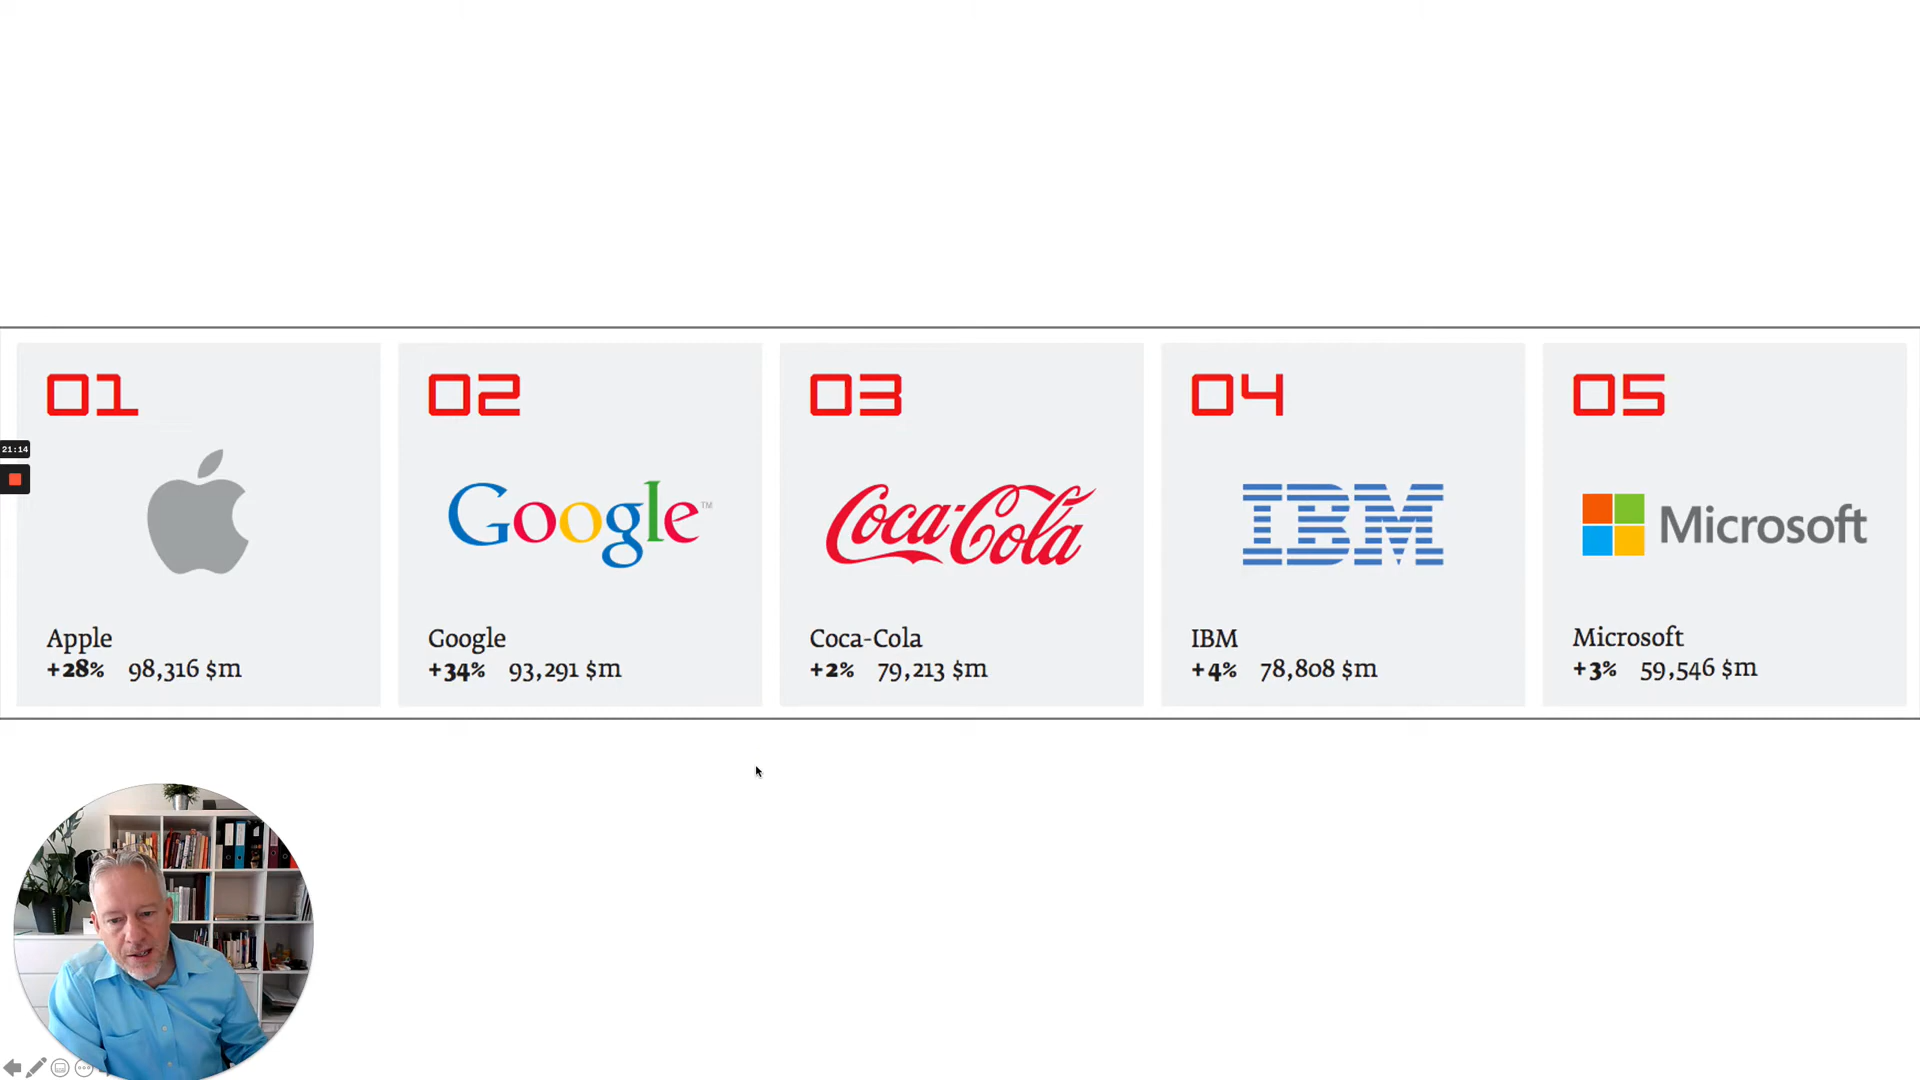 01
02
03
04
05
Google™
Coca-Cola
IBM
Microsoft
Apple
+28% 98,316 $m
Google
+34% 93,291 $m
Coca-Cola
+2% 79,213 $m
IBM
+4% 78,808 $m
Microsoft
+3% 59,546 $m
21:14